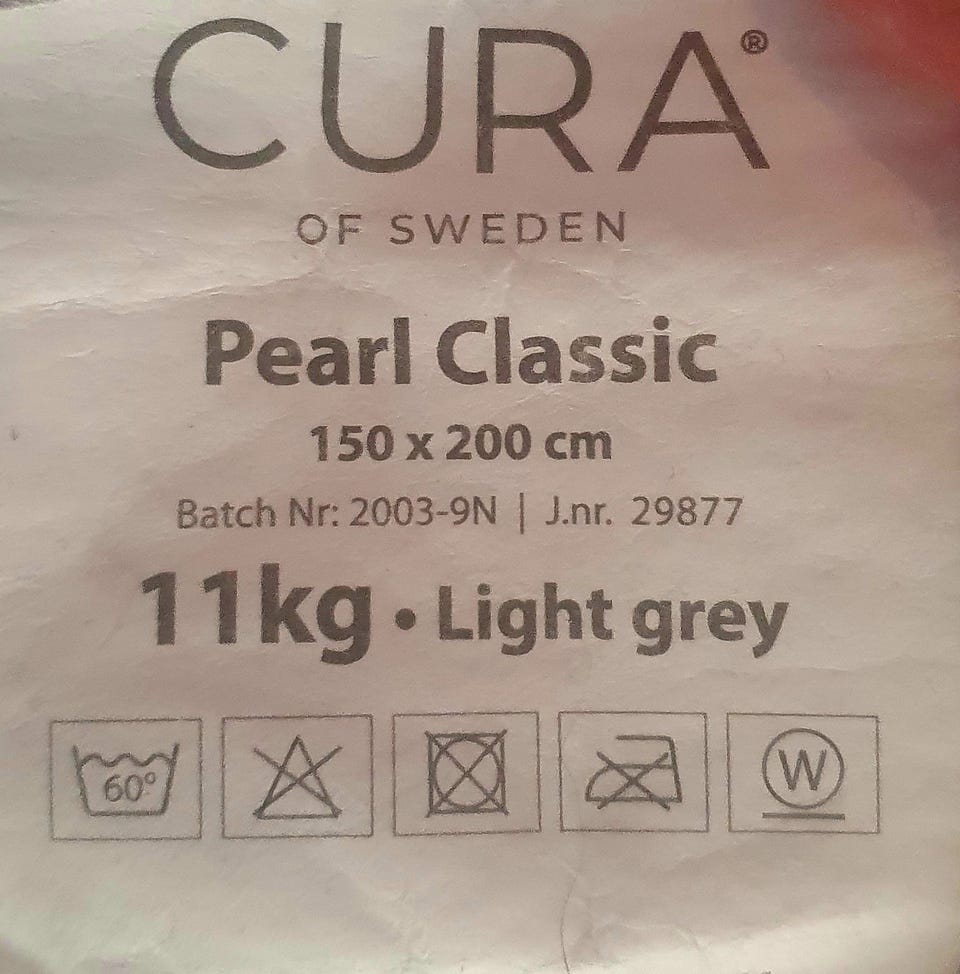 CURA®
OF SWEDEN
Pearl Classic
150 x 200 cm
Batch Nr: 2003-9N | J.nr. 29877
11kg • Light grey
60° W